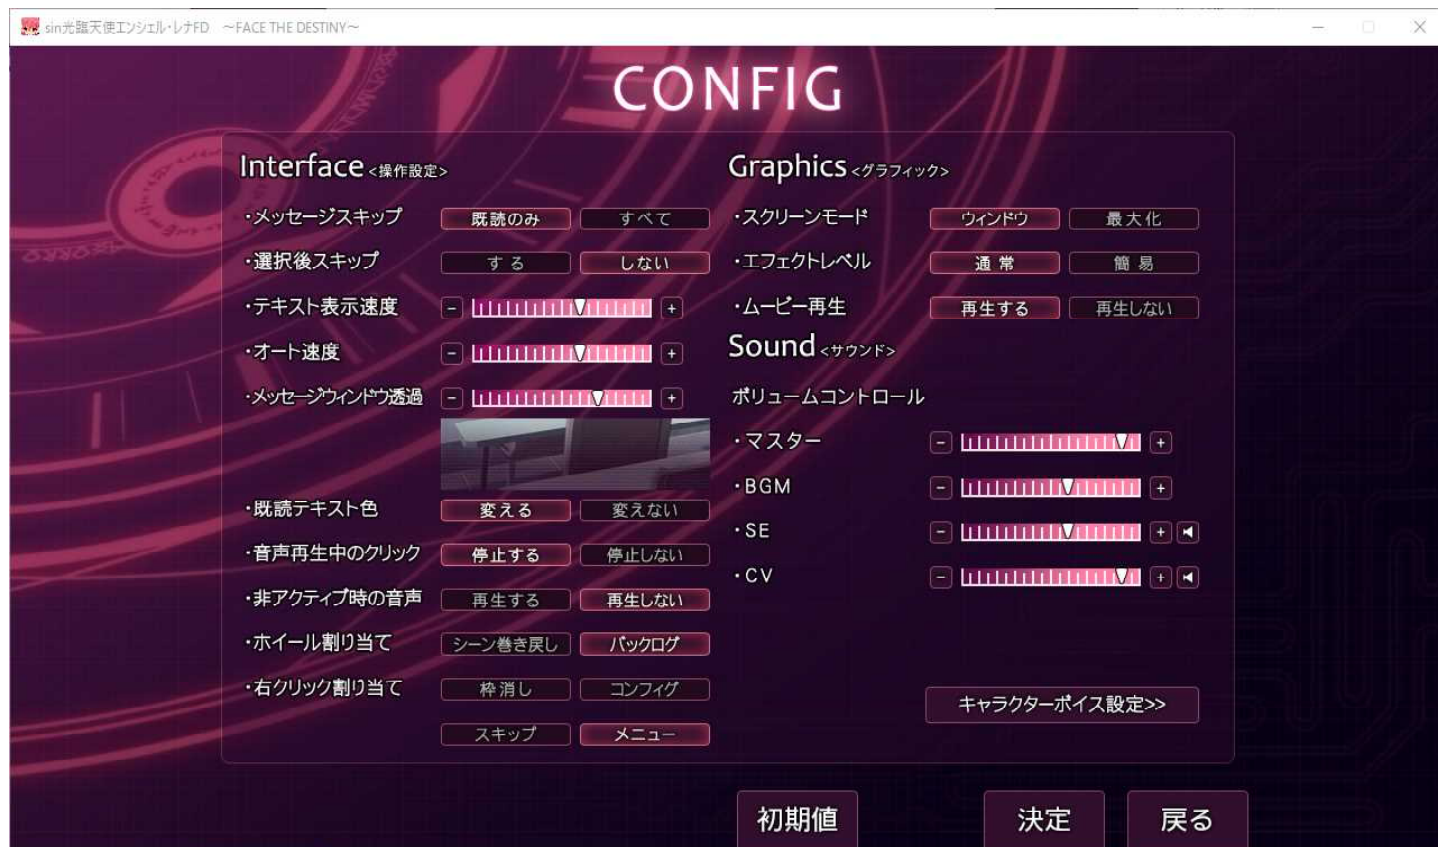 sin光臨天使エンシェル・レナFD ～FACE THE DESTINY～
CONFIG
Interface <操作設定>
・メッセージスキップ 既読のみ すべて
・選択後スキップ する しない
・テキスト表示速度 - +
・オート速度 - +
・メッセージウィンドウ透過 - +
・既読テキスト色 変える 変えない
・音声再生中のクリック 停止する 停止しない
・非アクティブ時の音声 再生する 再生しない
・ホイール割り当て シーン巻き戻し バックログ
・右クリック割り当て 枠消し コンフィグ
スキップ メニュー
Graphics <グラフィック>
・スクリーンモード ウィンドウ 最大化
・エフェクトレベル 通常 簡易
・ムービー再生 再生する 再生しない
Sound <サウンド>
ボリュームコントロール
・マスター - +
・BGM - +
・SE - +
・CV - +
キャラクターボイス設定>>
初期値 決定 戻る